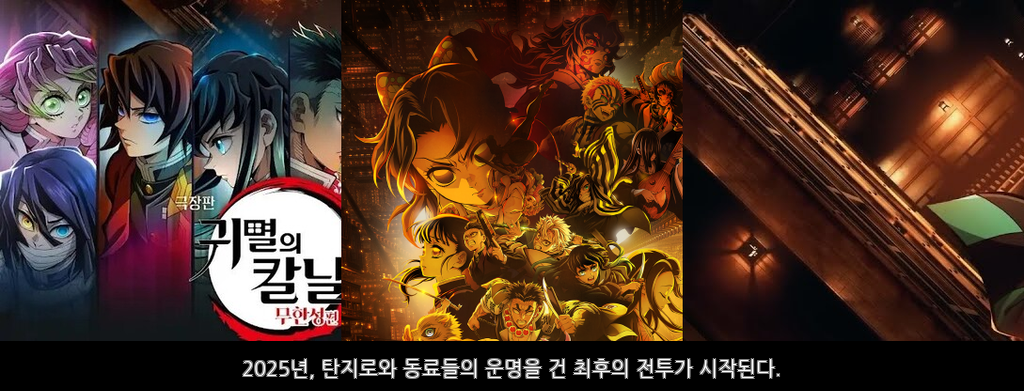 극장판
귀멸의
칼날
무한성편
2025년, 탄지로와 동료들의 운명을 건 최후의 전투가 시작된다.